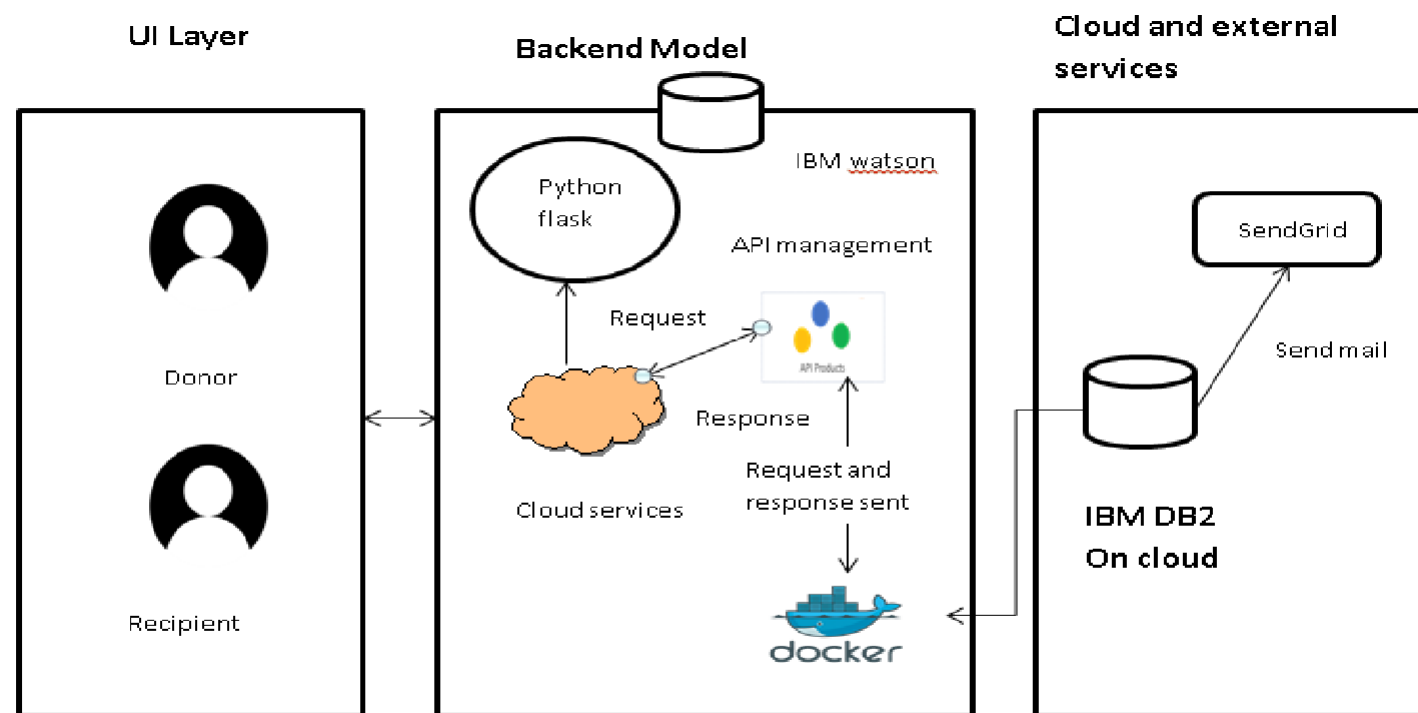 UI Layer
Backend Model
Cloud and external
services
Donor
Recipient
Python
flask
IBM watson
API management
Request
API Products
Response
Cloud services
Request and
response sent
docker
SendGrid
Send mail
IBM DB2
On cloud